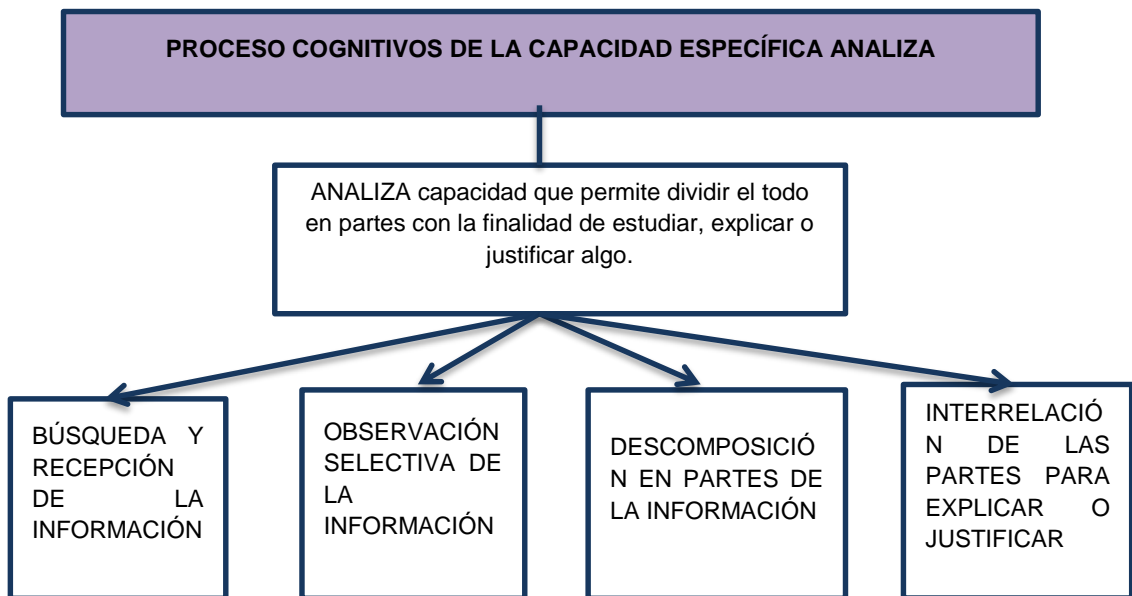 PROCESO COGNITIVOS DE LA CAPACIDAD ESPECÍFICA ANALIZA
ANALIZA capacidad que permite dividir el todo
en partes con la finalidad de estudiar, explicar o
justificar algo.
BÚSQUEDA Y
RECEPCIÓN
DE LA
INFORMACIÓN
OBSERVACIÓN
SELECTIVA DE
LA
INFORMACIÓN
DESCOMPOSICIÓ
N EN PARTES DE
LA INFORMACIÓN
INTERRELACIÓ
N DE LAS
PARTES PARA
EXPLICAR O
JUSTIFICAR